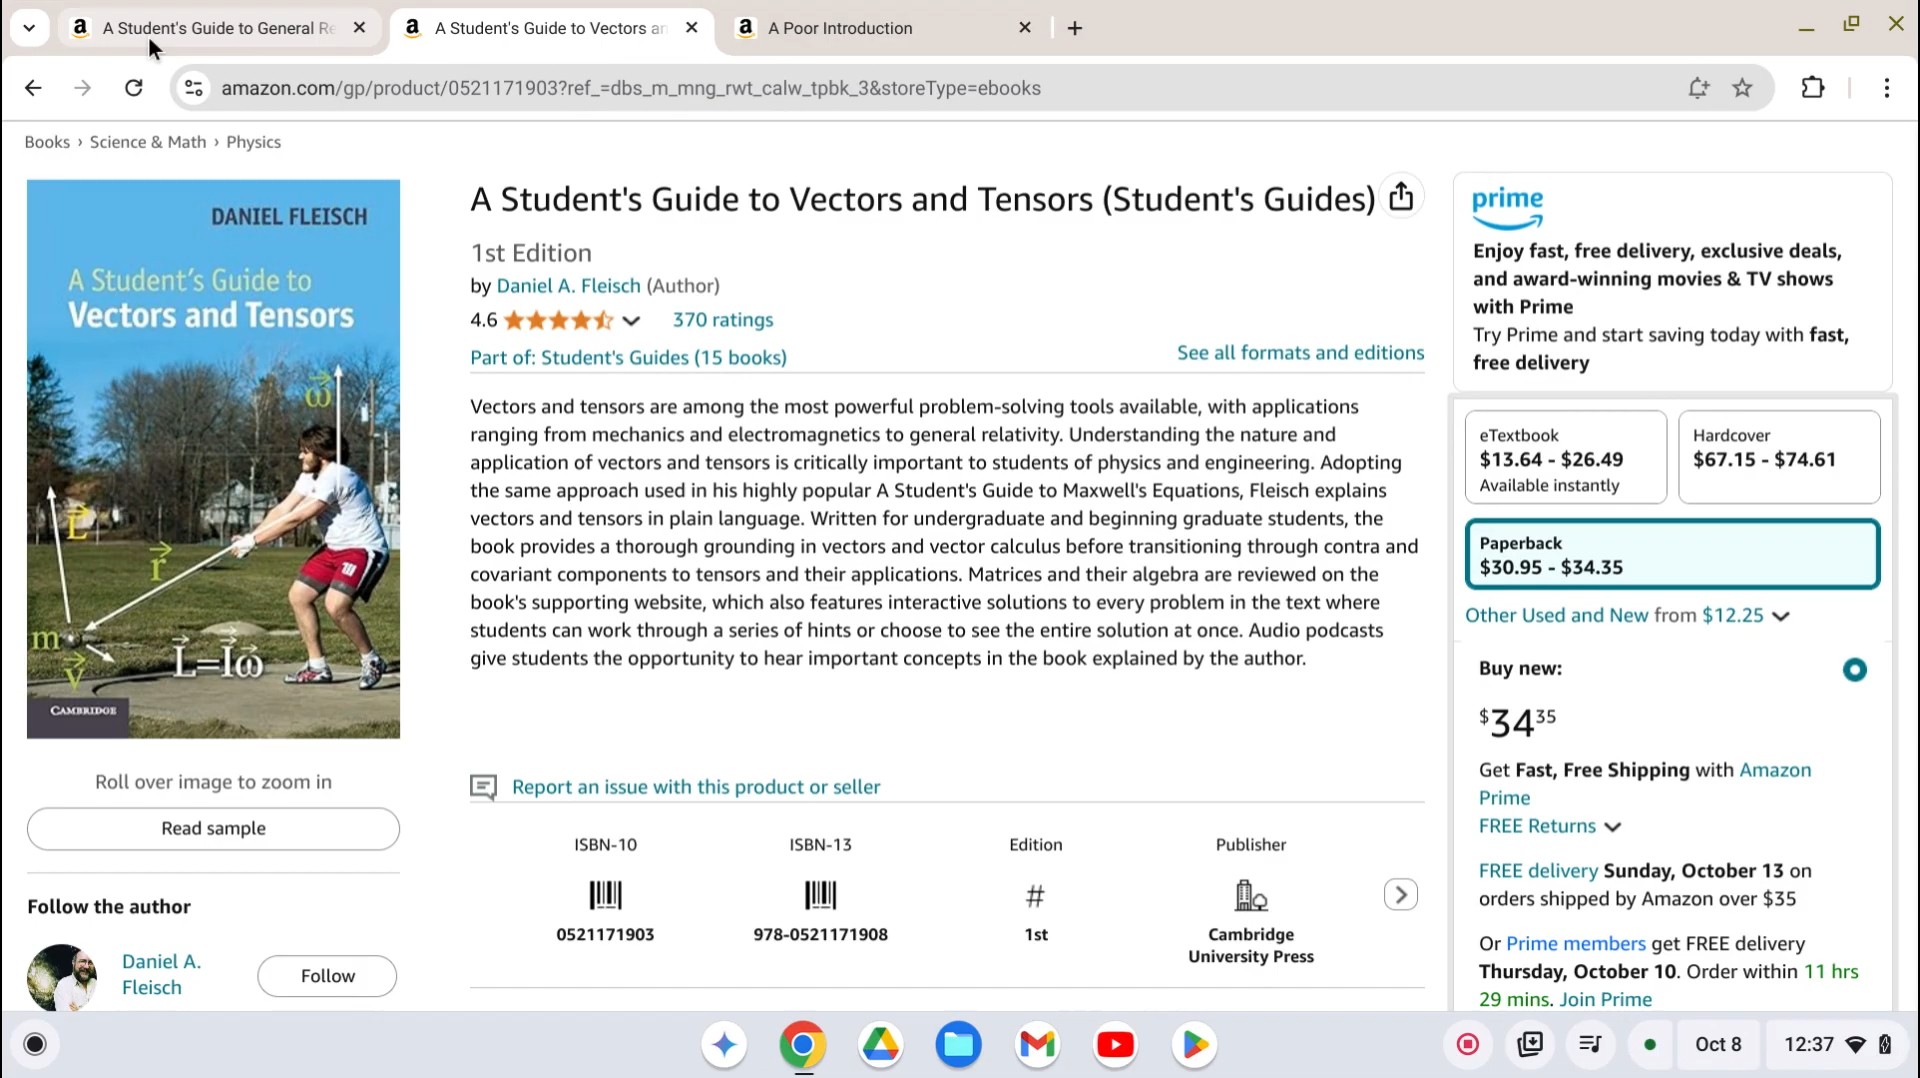 A Student's Guide to General Re
A Student's Guide to Vectors an
A Poor Introduction
amazon.com/gp/product/0521171903?ref_=dbs_m_mng_rwt_calw_tpbk_3&storeType=ebooks
Books › Science & Math › Physics
DANIEL FLEISCH
A Student's Guide to
Vectors and Tensors
ω
L
r
m
v
L=Iω
CAMBRIDGE
Roll over image to zoom in
Read sample
Follow the author
Daniel A.
Fleisch
Follow
A Student's Guide to Vectors and Tensors (Student's Guides)
1st Edition
by Daniel A. Fleisch (Author)
4.6 370 ratings
Part of: Student's Guides (15 books)
See all formats and editions
Vectors and tensors are among the most powerful problem-solving tools available, with applications
ranging from mechanics and electromagnetics to general relativity. Understanding the nature and
application of vectors and tensors is critically important to students of physics and engineering. Adopting
the same approach used in his highly popular A Student's Guide to Maxwell's Equations, Fleisch explains
vectors and tensors in plain language. Written for undergraduate and beginning graduate students, the
book provides a thorough grounding in vectors and vector calculus before transitioning through contra and
covariant components to tensors and their applications. Matrices and their algebra are reviewed on the
book's supporting website, which also features interactive solutions to every problem in the text where
students can work through a series of hints or choose to see the entire solution at once. Audio podcasts
give students the opportunity to hear important concepts in the book explained by the author.
Report an issue with this product or seller
ISBN-10
0521171903
ISBN-13
978-0521171908
Edition
#
1st
Publisher
Cambridge
University Press
prime
Enjoy fast, free delivery, exclusive deals,
and award-winning movies & TV shows
with Prime
Try Prime and start saving today with fast,
free delivery
eTextbook
$13.64 - $26.49
Available instantly
Hardcover
$67.15 - $74.61
Paperback
$30.95 - $34.35
Other Used and New from $12.25
Buy new:
$34 35
Get Fast, Free Shipping with Amazon
Prime
FREE Returns
FREE delivery Sunday, October 13 on
orders shipped by Amazon over $35
Or Prime members get FREE delivery
Thursday, October 10. Order within 11 hrs
29 mins. Join Prime
Oct 8
12:37